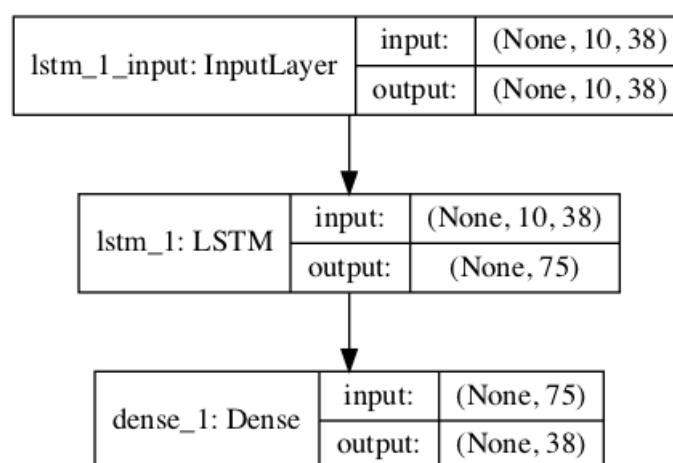 lstm_1_input: InputLayer
input: (None, 10, 38)
output: (None, 10, 38)
lstm_1: LSTM
input: (None, 10, 38)
output: (None, 75)
dense_1: Dense
input: (None, 75)
output: (None, 38)